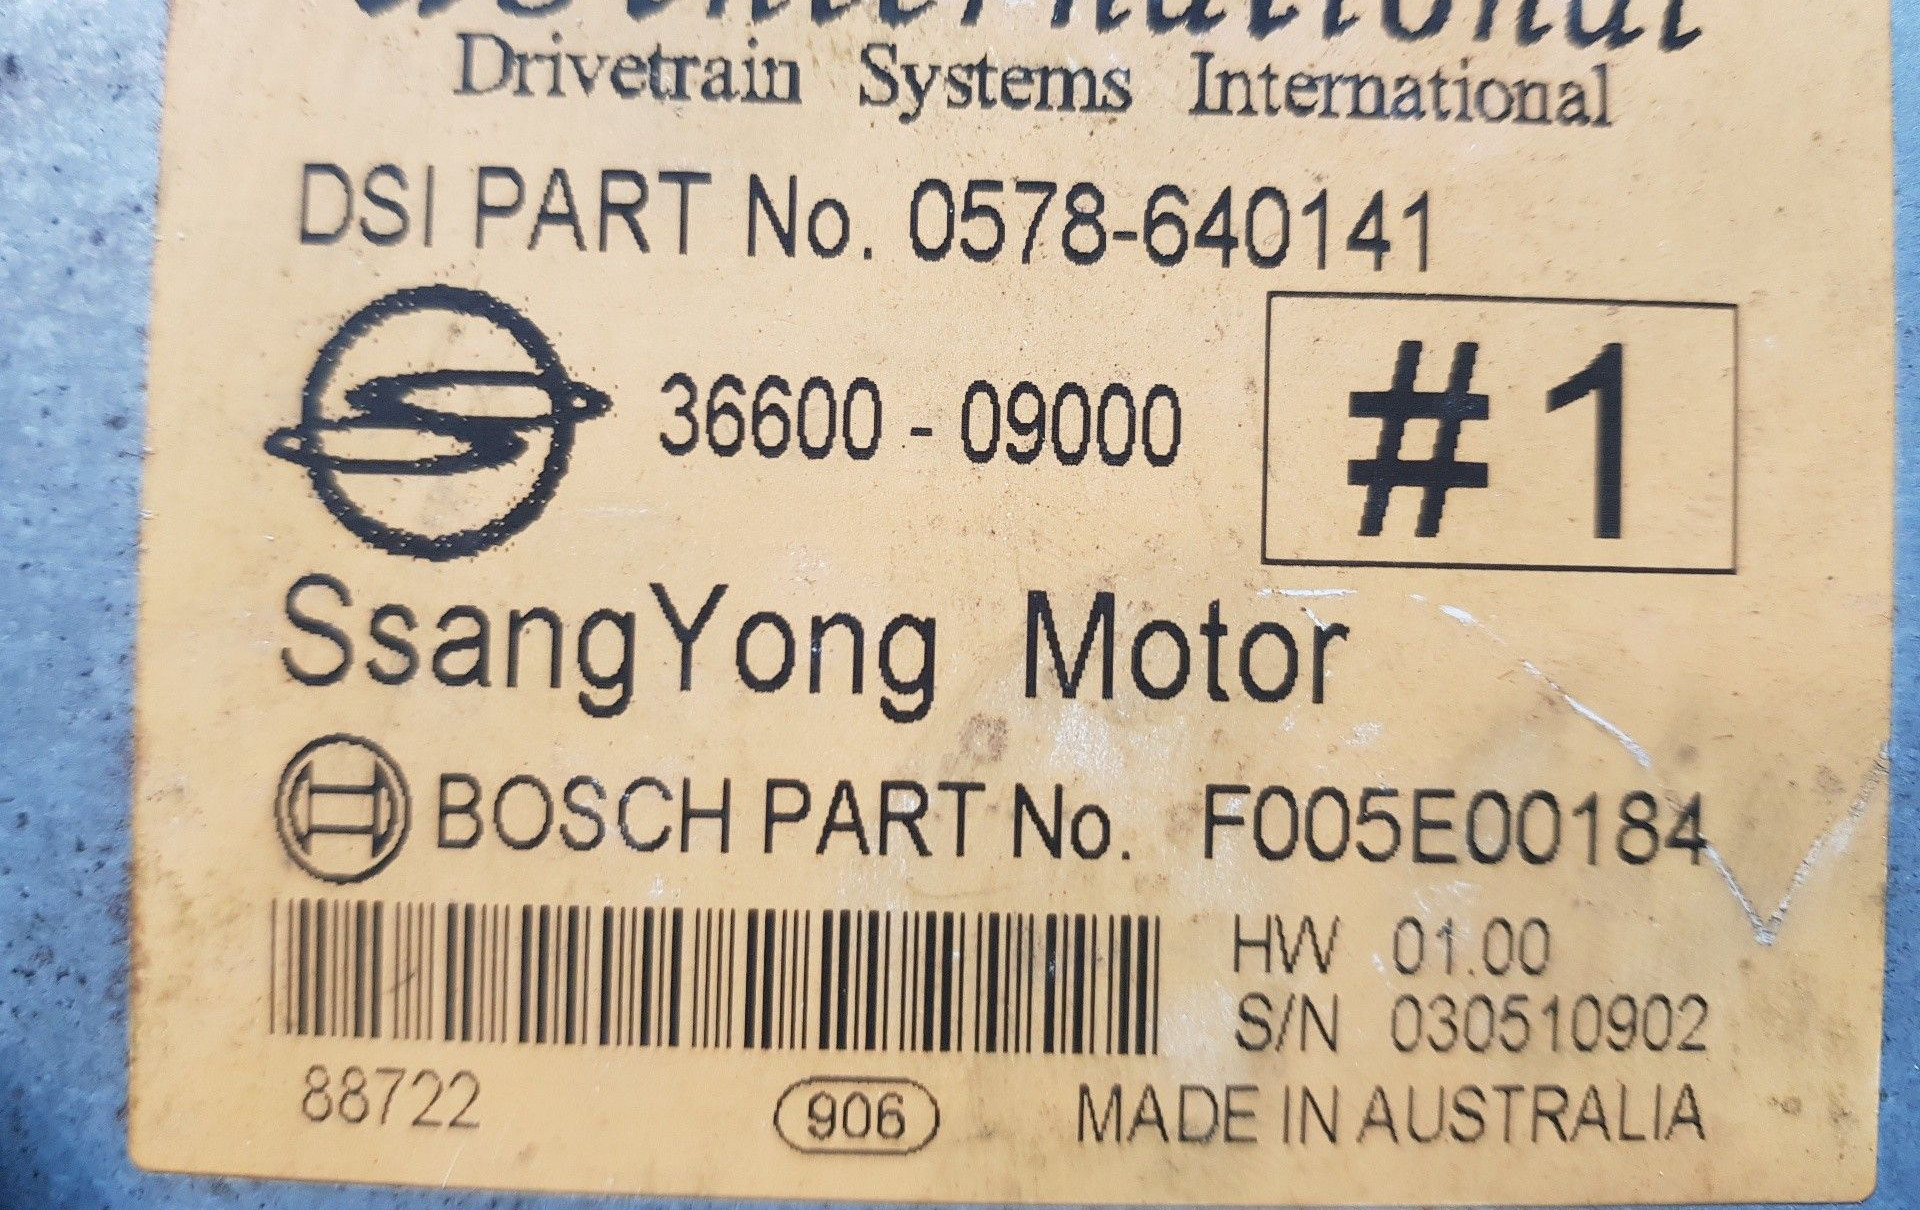 International
Drivetrain Systems International
DSI PART No. 0578-640141
36600 - 09000
#1
SsangYong Motor
BOSCH PART No. F005E00184
HW 01.00
S/N 030510902
88722
906
MADE IN AUSTRALIA